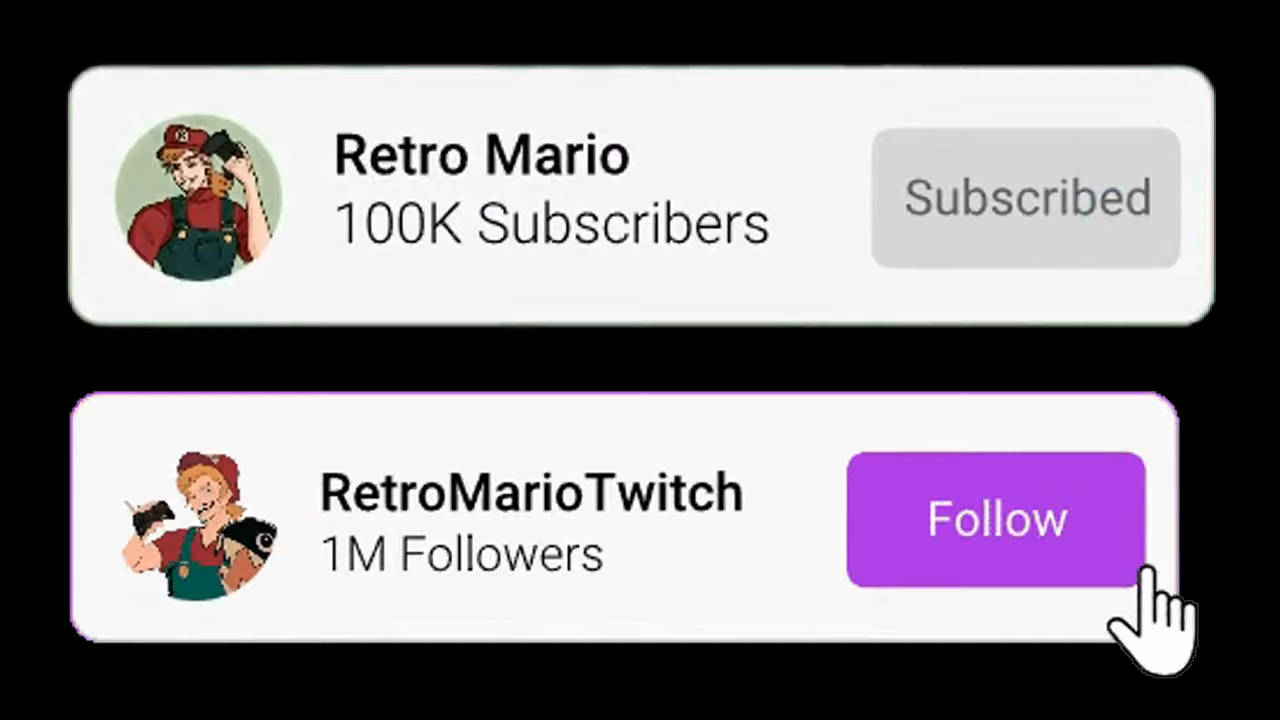 Retro Mario
100K Subscribers
Subscribed
RetroMarioTwitch
1M Followers
Follow